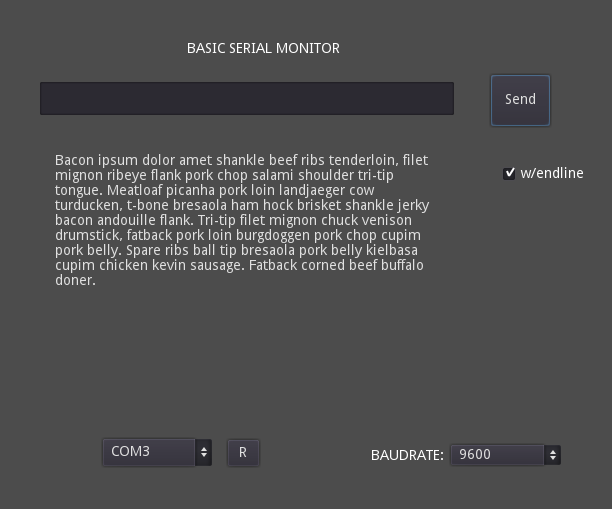 BASIC SERIAL MONITOR
Send
Bacon ipsum dolor amet shankle beef ribs tenderloin, filet
mignon ribeye flank pork chop salami shoulder tri-tip
tongue. Meatloaf picanha pork loin landjaeger cow
turducken, t-bone bresaola ham hock brisket shankle jerky
bacon andouille flank. Tri-tip filet mignon chuck venison
drumstick, fatback pork loin burgdoggen pork chop cupim
pork belly. Spare ribs ball tip bresaola pork belly kielbasa
cupim chicken kevin sausage. Fatback corned beef buffalo
doner.
w/endline
COM3
R
BAUDRATE:
9600